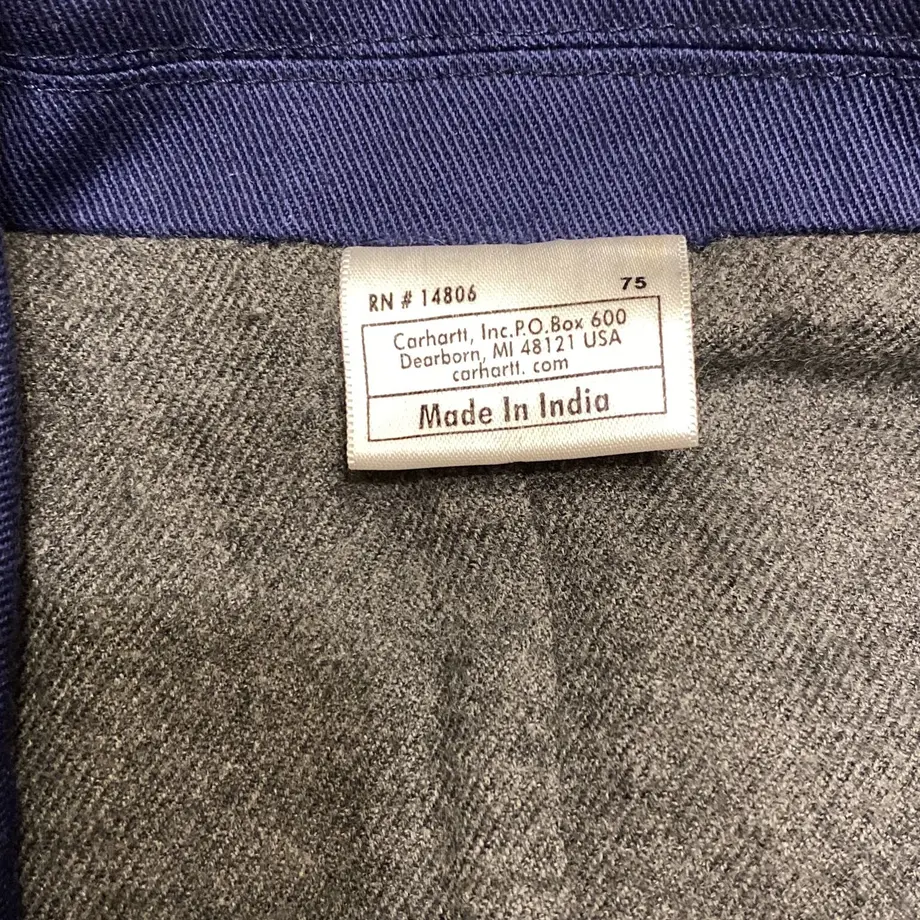 RN # 14806 75
Carhartt, Inc.P.O.Box 600
Dearborn, MI 48121 USA
carhartt. com
Made In India